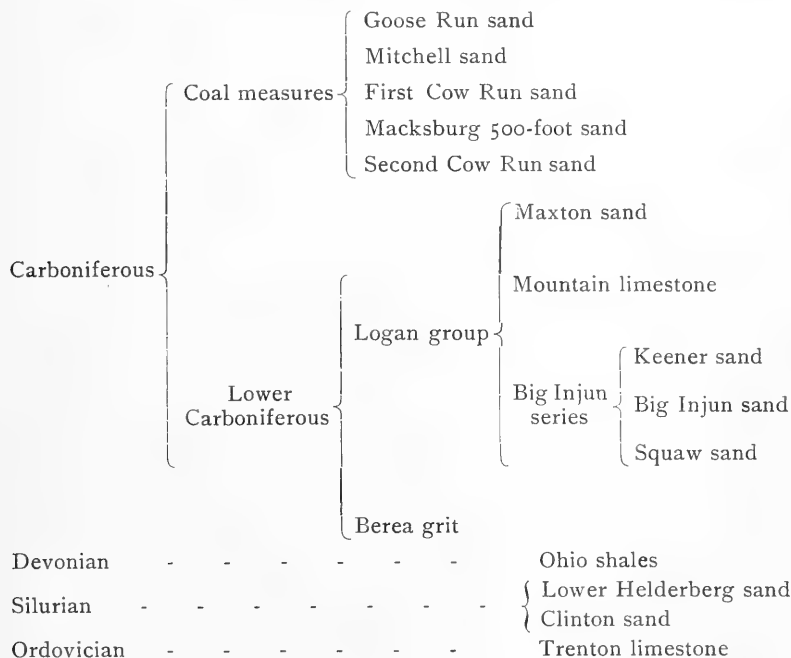 Goose Run sand
Mitchell sand
Coal measures First Cow Run sand
Macksburg 500-foot sand
Second Cow Run sand
Maxton sand
Carboniferous
Mountain limestone
Logan group
Keener sand
Lower
Carboniferous
Big Injun
series
Big Injun sand
Squaw sand
Berea grit
Devonian - - - - - - Ohio shales
Silurian - - - - - - - Lower Helderberg sand
Clinton sand
Ordovician - - - - - - Trenton limestone